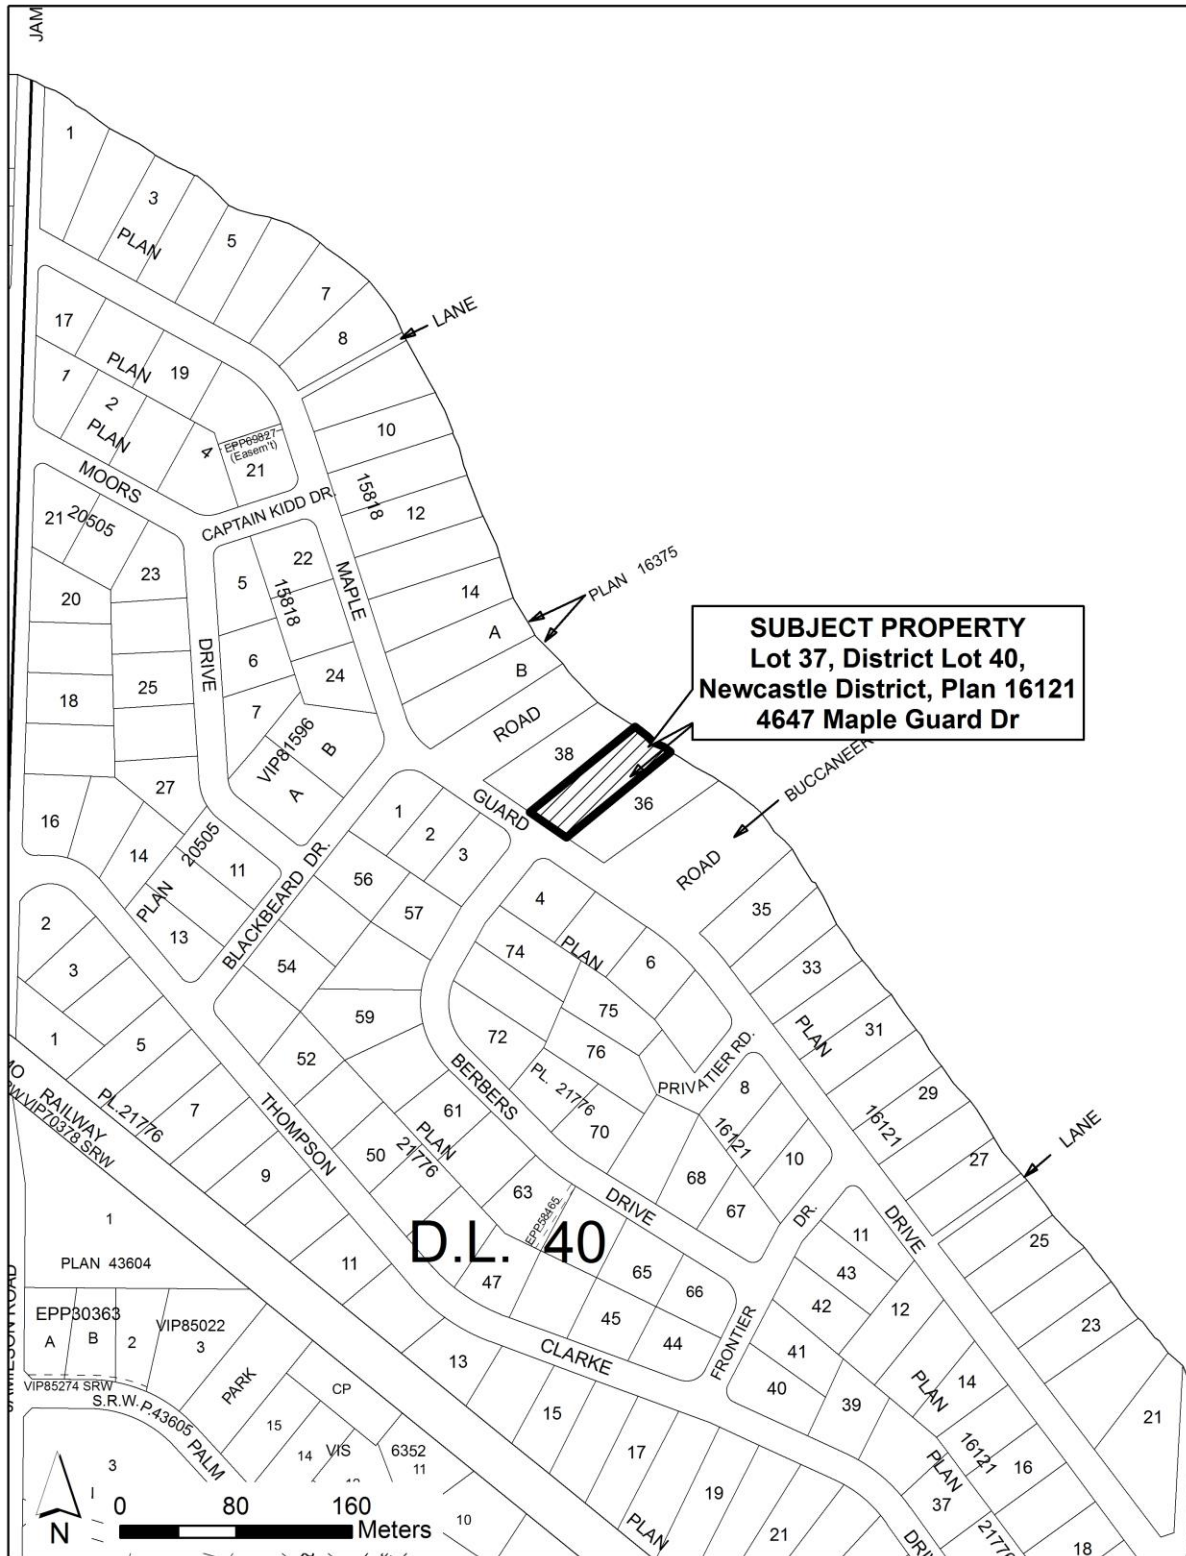 JAM
1
3
PLAN
5
7
8
LANE
17
PLAN
19
1
2
PLAN
4
EPP69827
(Easem't)
21
10
MOORS
CAPTAIN KIDD DR.
15818
12
21
20505
22
MAPLE
PLAN 16375
23
5
15818
14
20
A
SUBJECT PROPERTY
Lot 37, District Lot 40,
Newcastle District, Plan 16121
4647 Maple Guard Dr
DRIVE
6
24
B
18
25
7
VIP81596
B
A
ROAD
38
BUCCANEER
27
GUARD
36
16
1
2
3
14
20505
11
BLACKBEARD DR.
56
57
ROAD
PLAN
13
4
35
2
3
54
74
PLAN
6
33
59
75
1
5
52
72
76
PLAN
31
PRIVATIER RD.
8
29
RAILWAY
VIP70378 SRW
PL.21776
7
THOMPSON
BERBERS
PL. 21776
61
70
16121
16121
LANE
PLAN
50
21776
10
27
9
63
EPP58465
68
67
DRIVE
DR.
1
D.L. 40
11
DRIVE
25
PLAN 43604
11
47
65
66
43
42
12
JAMIESON ROAD
EPP30363
A
B
2
VIP85022
3
45
44
FRONTIER
41
23
CLARKE
13
40
39
PLAN
14
VIP85274 SRW
S.R.W. P.43605
PARK
CP
PALM
15
15
21
14
VIS
6352
11
17
16121
16
3
19
PLAN
37
N
0
80
160
Meters
10
PLAN
21
21776
18